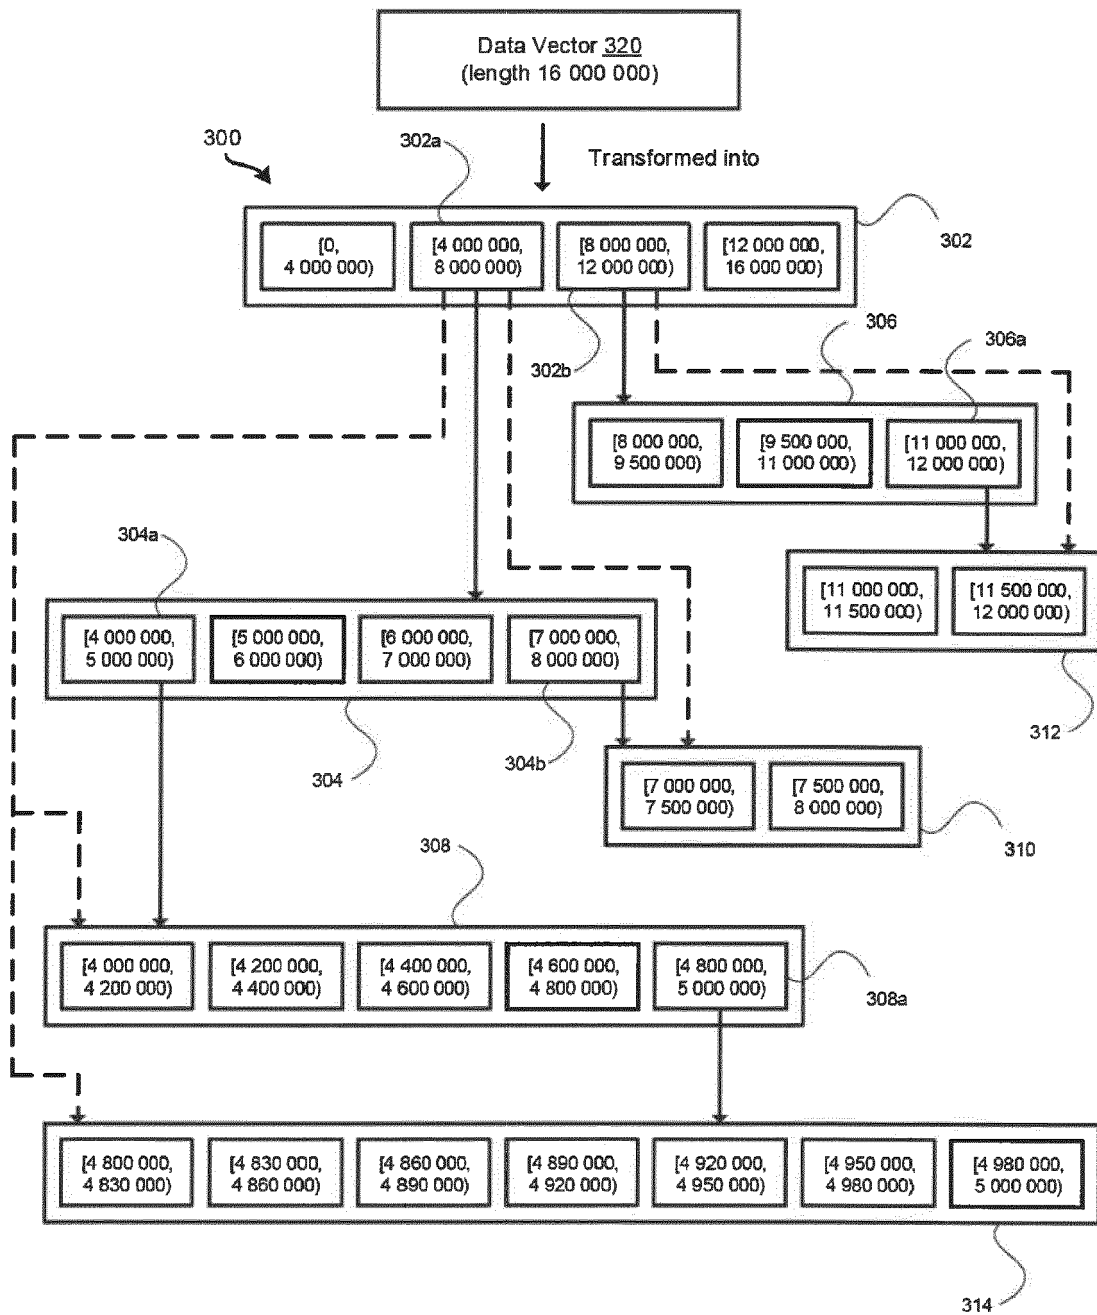 Data Vector 320
(length 16 000 000)
300
302a
Transformed into
[0,
4 000 000)
[4 000 000,
8 000 000)
[8 000 000,
12 000 000)
[12 000 000,
16 000 000)
302
302b
306
306a
[8 000 000,
9 500 000)
[9 500 000,
11 000 000)
[11 000 000,
12 000 000)
304a
[11 000 000,
11 500 000)
[11 500 000,
12 000 000)
[4 000 000,
5 000 000)
[5 000 000,
6 000 000)
[6 000 000,
7 000 000)
[7 000 000,
8 000 000)
312
304
304b
[7 000 000,
7 500 000)
[7 500 000,
8 000 000)
310
308
[4 000 000,
4 200 000)
[4 200 000,
4 400 000)
[4 400 000,
4 600 000)
[4 600 000,
4 800 000)
[4 800 000,
5 000 000)
308a
[4 800 000,
4 830 000)
[4 830 000,
4 860 000)
[4 860 000,
4 890 000)
[4 890 000,
4 920 000)
[4 920 000,
4 950 000)
[4 950 000,
4 980 000)
[4 980 000,
5 000 000)
314